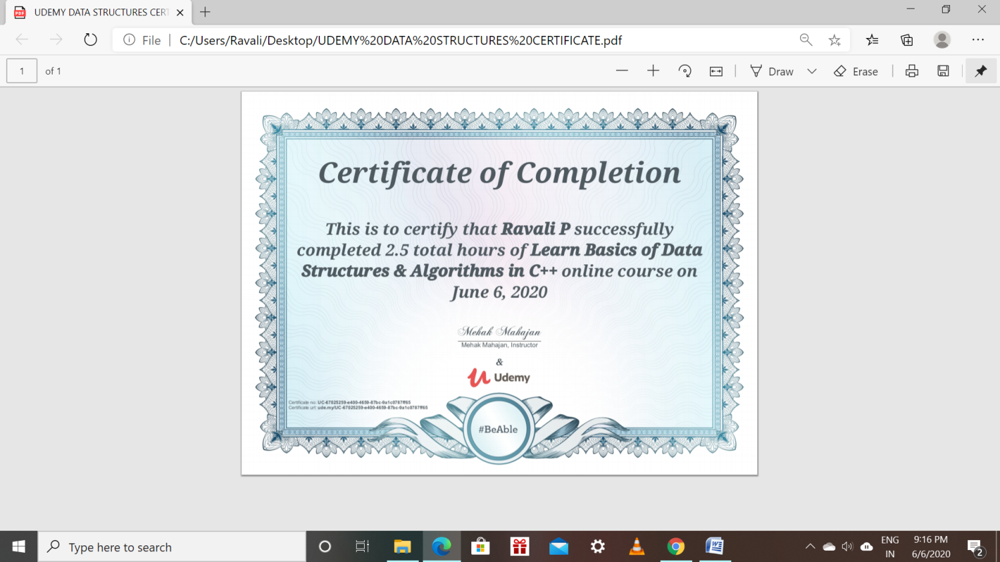 UDEMY DATA STRUCTURES CERT
File
C:/Users/Ravali/Desktop/UDEMY%20DATA%20STRUCTURES%20CERTIFICATE.pdf
1 of 1
Draw
Erase
Certificate of Completion
This is to certify that Ravali P successfully
completed 2.5 total hours of Learn Basics of Data
Structures & Algorithms in C++ online course on
June 6, 2020
Mehak Mahajan
Mehak Mahajan, Instructor
&
Udemy
Certificate no: UC-67025259-e400-4659-87bc-9a1c0787ff65
Certificate url: ude.my/UC-67025259-e400-4659-87bc-9a1c0787ff65
#BeAble
Type here to search
ENG
IN
9:16 PM
6/6/2020
2